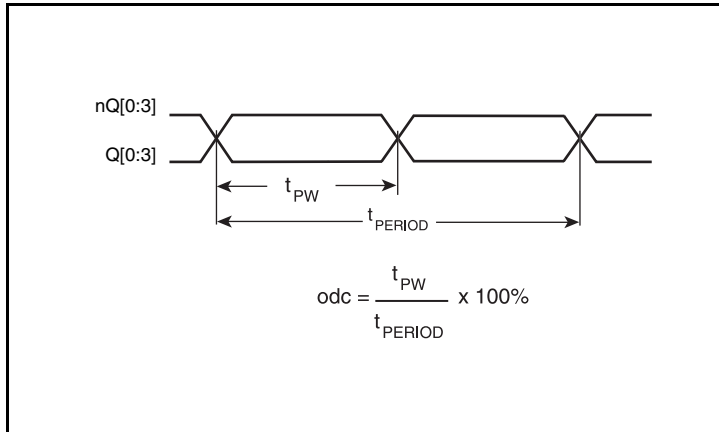 nQ[0:3]
Q[0:3]
tPW
tPERIOD
odc = tPW / tPERIOD x 100%